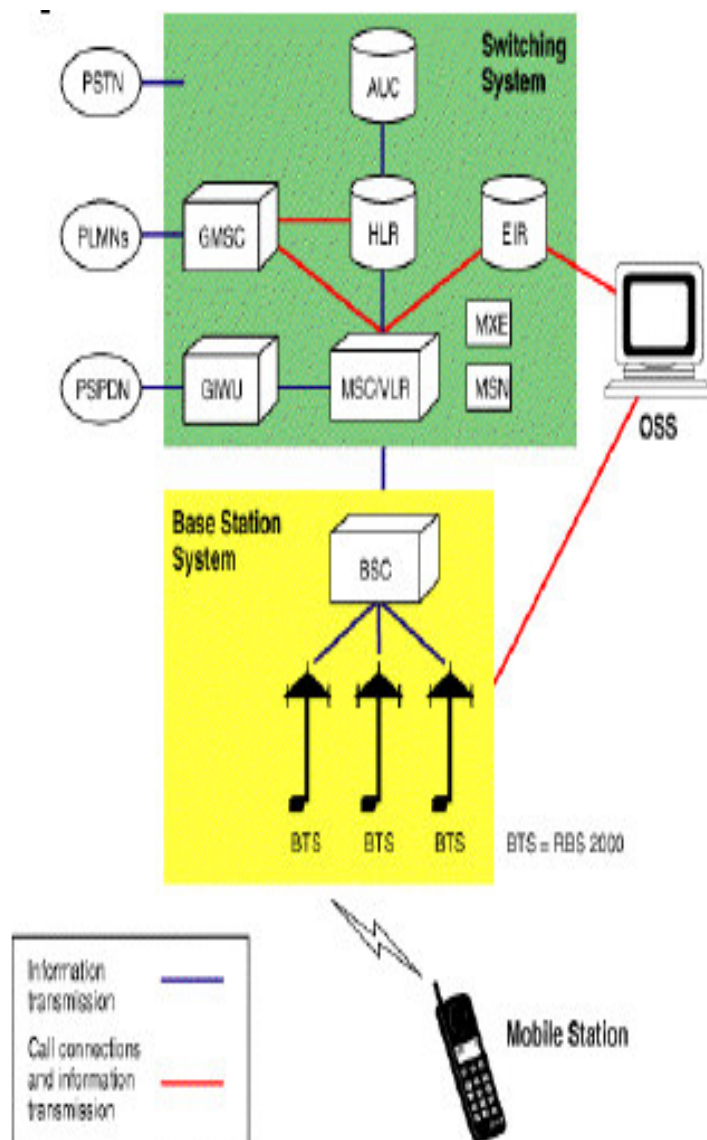 Switching
System
PSTN
AUC
PLMNs
GMSC
HLR
EIR
MXE
PSPDN
GIWU
MSC/VLR
MSN
OSS
Base Station
System
BSC
BTS
BTS
BTS
BTS = RBS 2000
Information
transmission
Call connections
and information
transmission
Mobile Station